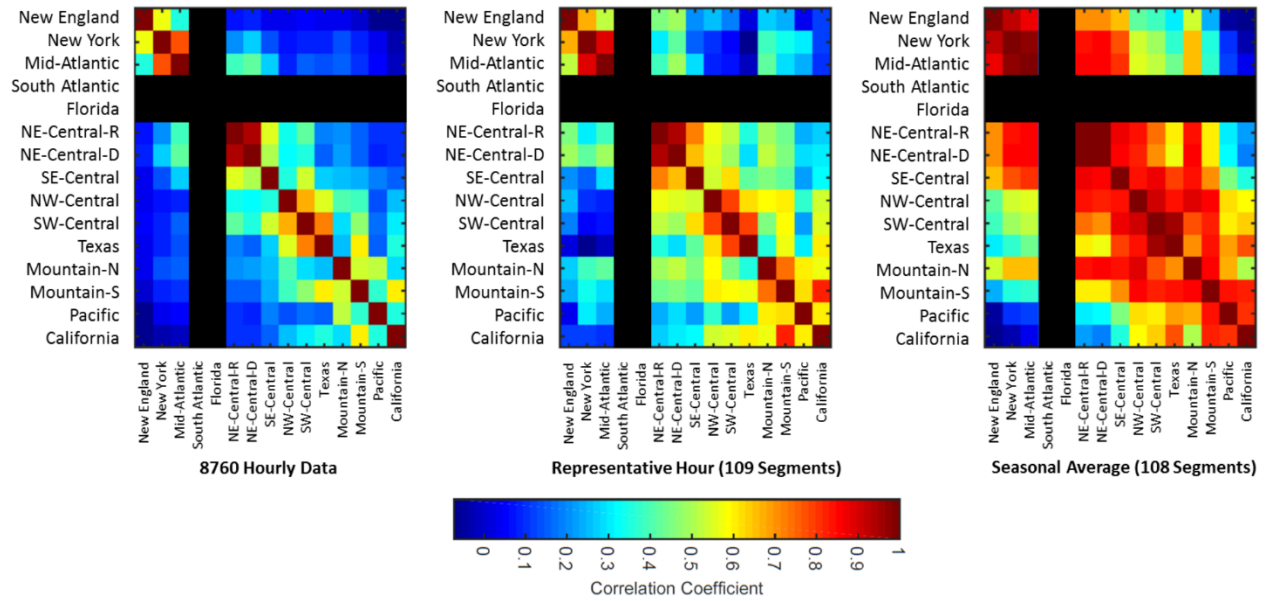 New England
New York
Mid-Atlantic
South Atlantic
Florida
NE-Central-R
NE-Central-D
SE-Central
NW-Central
SW-Central
Texas
Mountain-N
Mountain-S
Pacific
California
New England
New York
Mid-Atlantic
South Atlantic
Florida
NE-Central-R
NE-Central-D
SE-Central
NW-Central
SW-Central
Texas
Mountain-N
Mountain-S
Pacific
California
8760 Hourly Data
New England
New York
Mid-Atlantic
South Atlantic
Florida
NE-Central-R
NE-Central-D
SE-Central
NW-Central
SW-Central
Texas
Mountain-N
Mountain-S
Pacific
California
New England
New York
Mid-Atlantic
South Atlantic
Florida
NE-Central-R
NE-Central-D
SE-Central
NW-Central
SW-Central
Texas
Mountain-N
Mountain-S
Pacific
California
Representative Hour (109 Segments)
New England
New York
Mid-Atlantic
South Atlantic
Florida
NE-Central-R
NE-Central-D
SE-Central
NW-Central
SW-Central
Texas
Mountain-N
Mountain-S
Pacific
California
New England
New York
Mid-Atlantic
South Atlantic
Florida
NE-Central-R
NE-Central-D
SE-Central
NW-Central
SW-Central
Texas
Mountain-N
Mountain-S
Pacific
California
Seasonal Average (108 Segments)
0
0.1
0.2
0.3
0.4
0.5
0.6
0.7
0.8
0.9
1
Correlation Coefficient